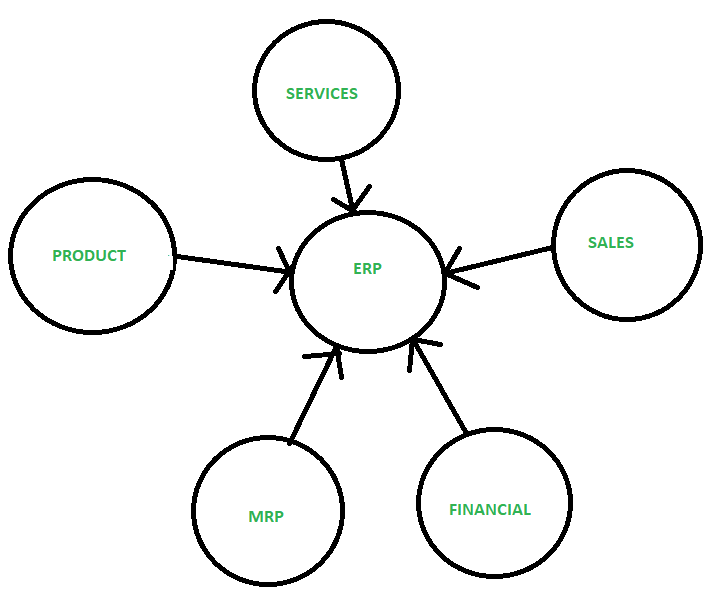 SERVICES
PRODUCT
SALES
ERP
MRP
FINANCIAL